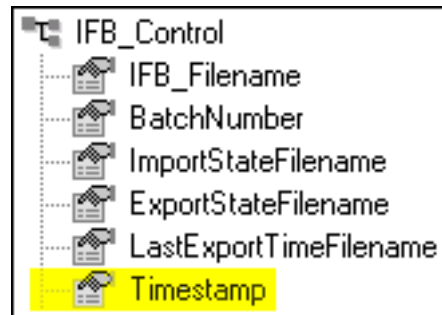 IFB_Control
IFB_Filename
BatchNumber
ImportStateFilename
ExportStateFilename
LastExportTimeFilename
Timestamp